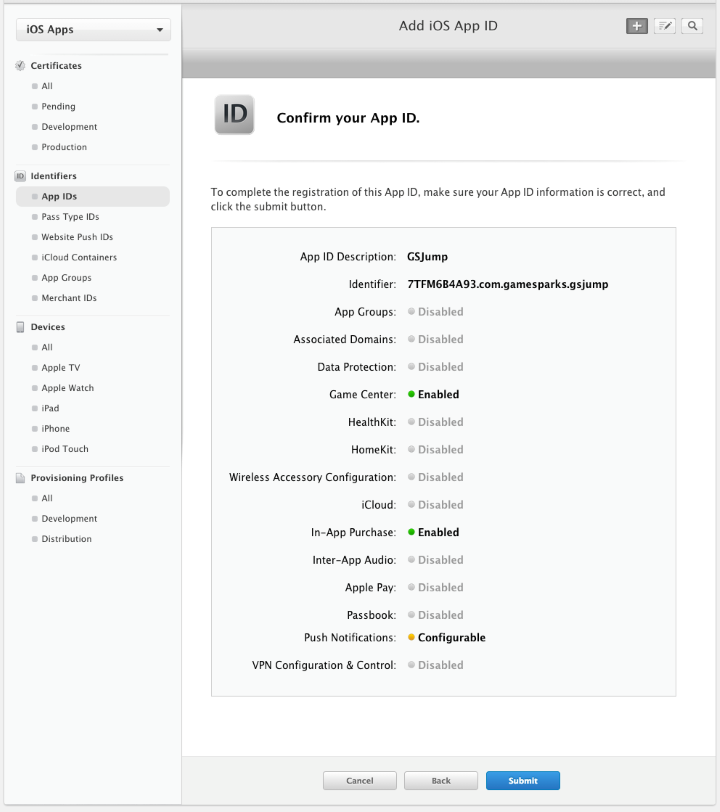 iOS Apps
Certificates
All
Pending
Development
Production
ID Identifiers
App IDs
Pass Type IDs
Website Push IDs
iCloud Containers
App Groups
Merchant IDs
Devices
All
Apple TV
Apple Watch
iPad
iPhone
iPod Touch
Provisioning Profiles
All
Development
Distribution
Add iOS App ID
ID Confirm your App ID.
To complete the registration of this App ID, make sure your App ID information is correct, and
click the submit button.
App ID Description: GSJump
Identifier: 7TFM6B4A93.com.gamesparks.gsjump
App Groups: Disabled
Associated Domains: Disabled
Data Protection: Disabled
Game Center: Enabled
HealthKit: Disabled
HomeKit: Disabled
Wireless Accessory Configuration: Disabled
iCloud: Disabled
In-App Purchase: Enabled
Inter-App Audio: Disabled
Apple Pay: Disabled
Passbook: Disabled
Push Notifications: Configurable
VPN Configuration & Control: Disabled
Cancel Back Submit